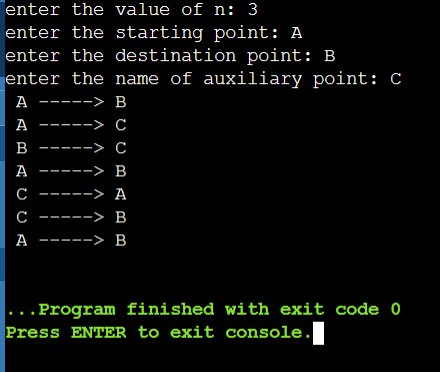 enter the value of n: 3
enter the starting point: A
enter the destination point: B
enter the name of auxiliary point: C
A -----> B
A -----> C
B -----> C
A -----> B
C -----> A
C -----> B
A -----> B
...Program finished with exit code 0
Press ENTER to exit console.